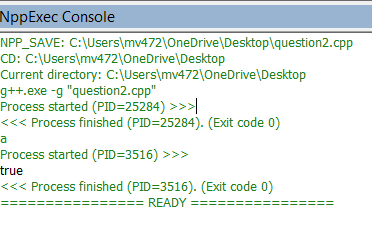 NppExec Console
NPP_SAVE: C:\Users\mv472\OneDrive\Desktop\question2.cpp
CD: C:\Users\mv472\OneDrive\Desktop
Current directory: C:\Users\mv472\OneDrive\Desktop
g++.exe -g "question2.cpp"
Process started (PID=25284) >>>
<<< Process finished (PID=25284). (Exit code 0)
a
Process started (PID=3516) >>>
true
<<< Process finished (PID=3516). (Exit code 0)
================ READY ================